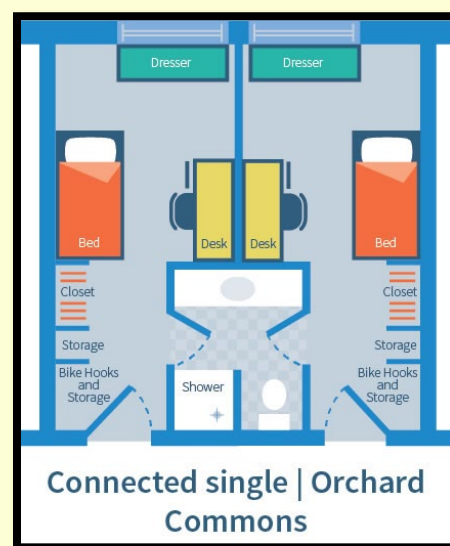 Dresser
Dresser
Bed
Desk
Desk
Bed
Closet
Closet
Storage
Storage
Bike Hooks
and
Storage
Shower
Bike Hooks
and
Storage
Connected single | Orchard
Commons